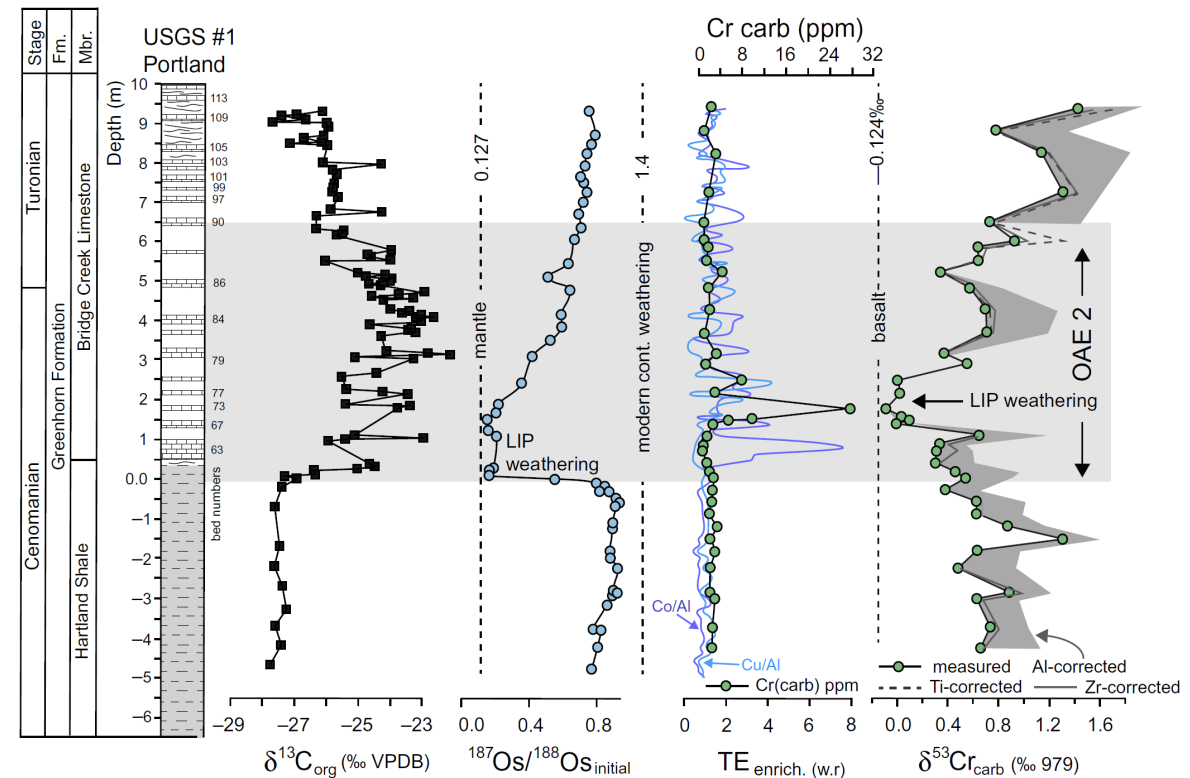 Stage
Fm.
Mbr.
USGS #1
Portland
Cr carb (ppm)
0 8 16 24 32
Turonian
Cenomanian
Greenhorn Formation
Bridge Creek Limestone
Hartland Shale
Depth (m)
10
9
8
7
6
5
4
3
2
1
0.0
−1
−2
−3
−4
−5
−6
113
109
105
103
101
99
97
90
86
84
79
77
73
67
63
bed numbers
0.127
mantle
1.4
modern cont. weathering
−0.124‰
basalt
OAE 2
LIP weathering
LIP
weathering
Co/Al
Cu/Al
Cr(carb) ppm
measured
Al-corrected
Ti-corrected
Zr-corrected
−29 −27 −25 −23
0 0.4 0.8
0 2 4 6 8
0.0 0.4 0.8 1.2 1.6
δ13Corg (‰ VPDB)
187Os/188Osinitial
TEenrich. (w.r)
δ53Crcarb (‰ 979)